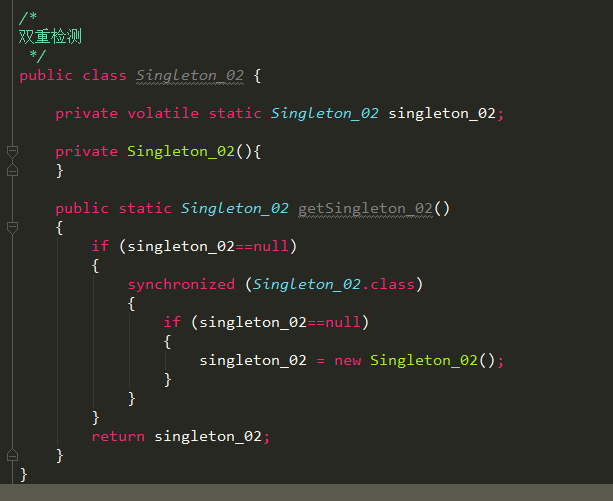 /*
双重检测
 */
public class Singleton_02 {

    private volatile static Singleton_02 singleton_02;

    private Singleton_02(){
    }

    public static Singleton_02 getSingleton_02()
    {
        if (singleton_02==null)
        {
            synchronized (Singleton_02.class)
            {
                if (singleton_02==null)
                {
                    singleton_02 = new Singleton_02();
                }
            }
        }
        return singleton_02;
    }
}